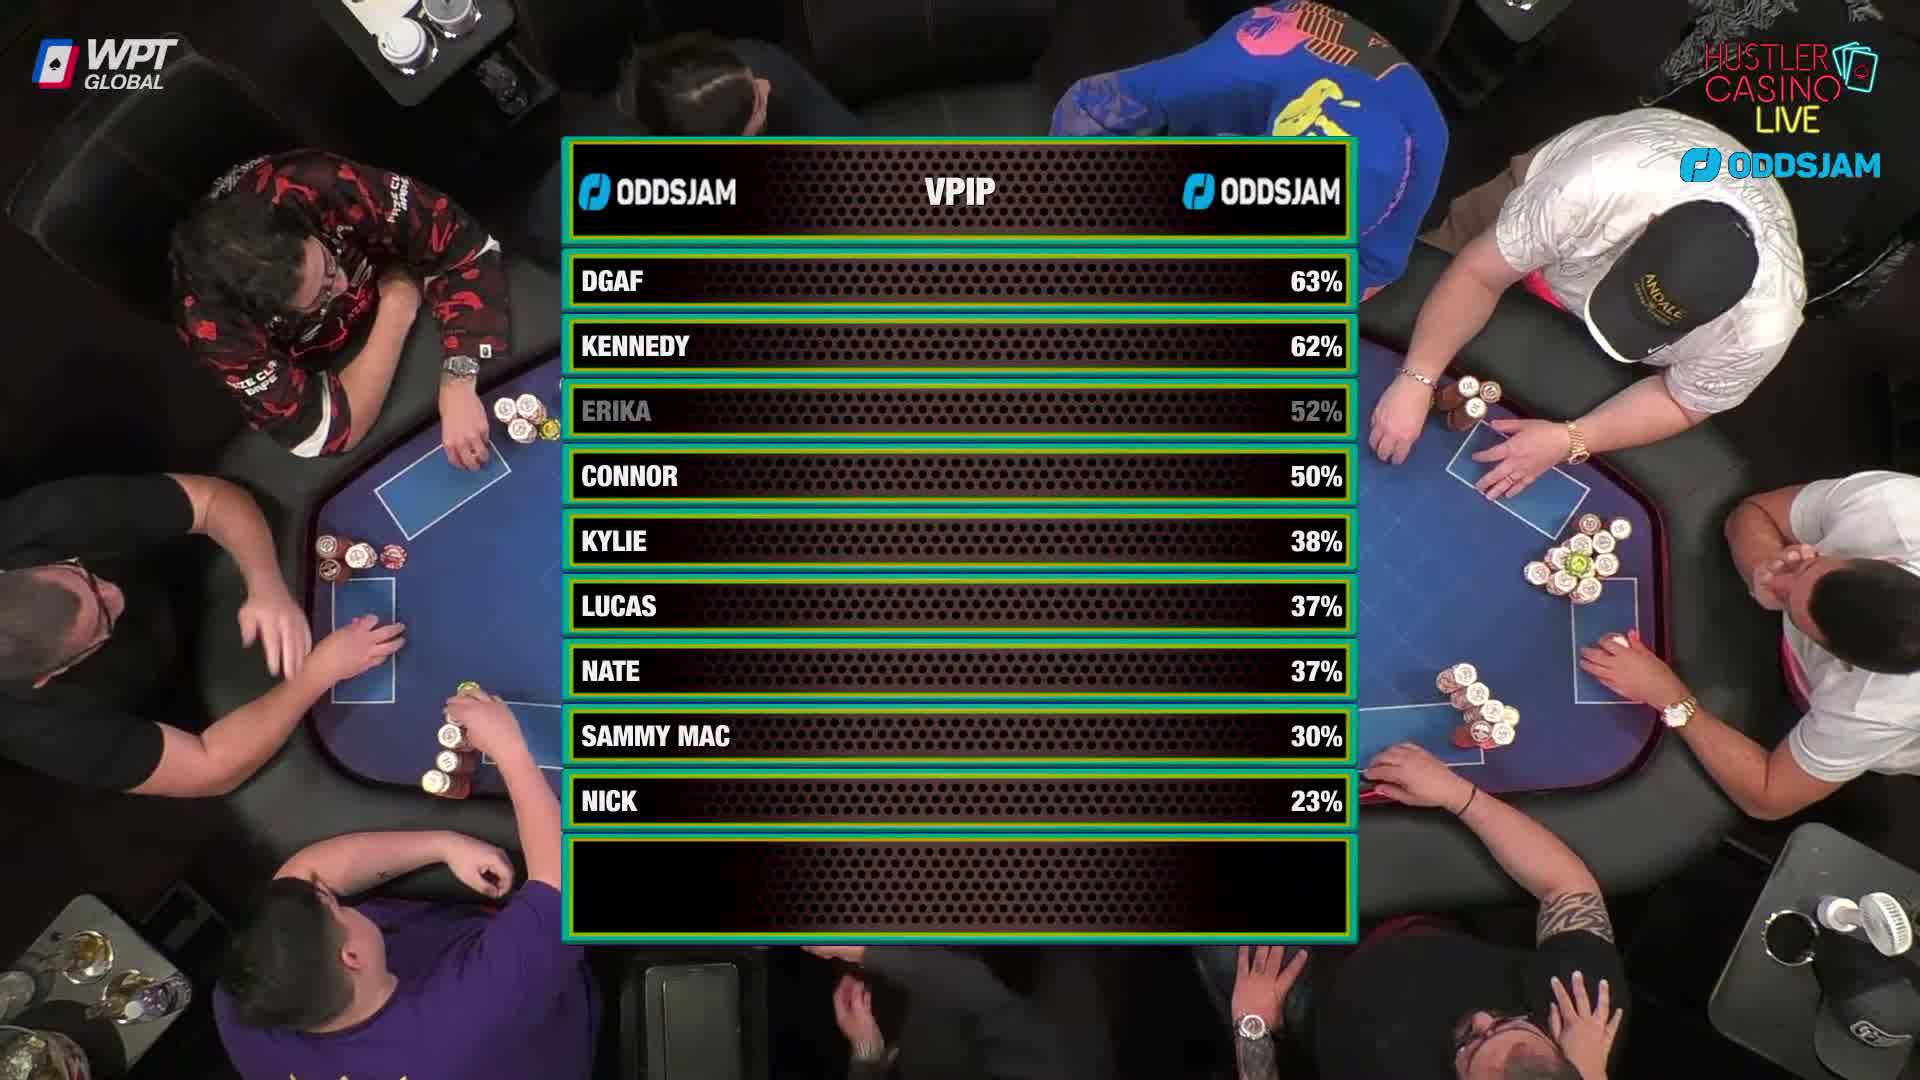 WPT
GLOBAL
HUSTLER
CASINO
LIVE
ODDSJAM
ODDSJAM VPIP ODDSJAM
DGAF 63%
KENNEDY 62%
ERIKA 52%
CONNOR 50%
KYLIE 38%
LUCAS 37%
NATE 37%
SAMMY MAC 30%
NICK 23%
ANDALE